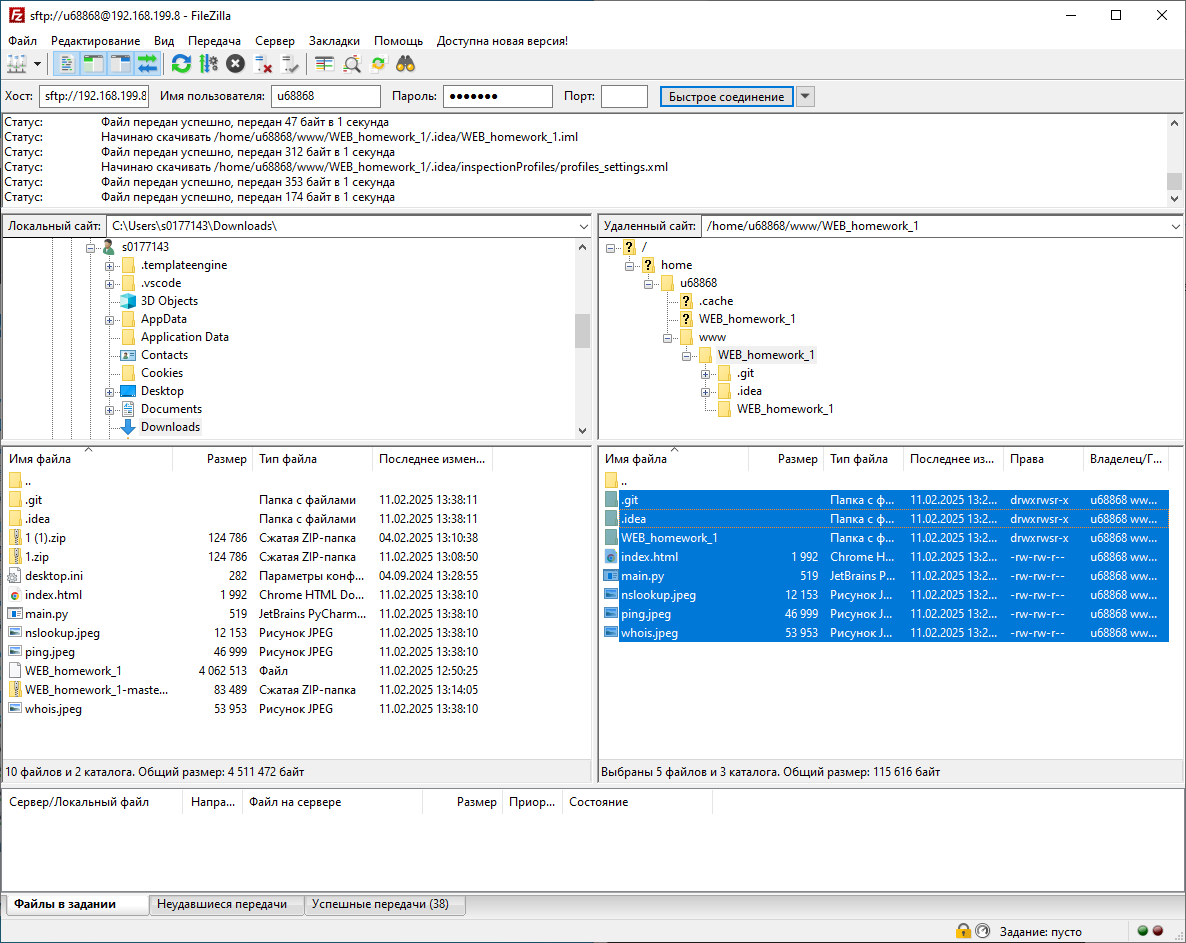 sftp://u68868@192.168.199.8 - FileZilla
Файл Редактирование Вид Передача Сервер Закладки Помощь Доступна новая версия!
Хост: sftp://192.168.199.8 Имя пользователя: u68868 Пароль: ●●●●●●● Порт: Быстрое соединение
Статус: Файл передан успешно, передан 47 байт в 1 секунда
Статус: Начинаю скачивать /home/u68868/www/WEB_homework_1/.idea/WEB_homework_1.iml
Статус: Файл передан успешно, передан 312 байт в 1 секунда
Статус: Начинаю скачивать /home/u68868/www/WEB_homework_1/.idea/inspectionProfiles/profiles_settings.xml
Статус: Файл передан успешно, передан 353 байт в 1 секунда
Статус: Файл передан успешно, передан 174 байт в 1 секунда
Локальный сайт: C:\Users\s0177143\Downloads\
s0177143
.templateengine
.vscode
3D Objects
AppData
Application Data
Contacts
Cookies
Desktop
Documents
Downloads
Удаленный сайт: /home/u68868/www/WEB_homework_1
/
home
u68868
.cache
WEB_homework_1
www
WEB_homework_1
.git
.idea
WEB_homework_1
Имя файла Размер Тип файла Последнее измен...
..
.git Папка с файлами 11.02.2025 13:38:11
.idea Папка с файлами 11.02.2025 13:38:11
1 (1).zip 124 786 Сжатая ZIP-папка 04.02.2025 13:10:38
1.zip 124 786 Сжатая ZIP-папка 11.02.2025 13:08:50
desktop.ini 282 Параметры конф... 04.09.2024 13:28:55
index.html 1 992 Chrome HTML Do... 11.02.2025 13:38:10
main.py 519 JetBrains PyCharm... 11.02.2025 13:38:10
nslookup.jpeg 12 153 Рисунок JPEG 11.02.2025 13:38:10
ping.jpeg 46 999 Рисунок JPEG 11.02.2025 13:38:10
WEB_homework_1 4 062 513 Файл 11.02.2025 12:50:25
WEB_homework_1-maste... 83 489 Сжатая ZIP-папка 11.02.2025 13:14:05
whois.jpeg 53 953 Рисунок JPEG 11.02.2025 13:38:10
10 файлов и 2 каталога. Общий размер: 4 511 472 байт
Имя файла Размер Тип файла Последнее из... Права Владелец/Г...
..
.git Папка с ф... 11.02.2025 13:2... drwxrwsr-x u68868 ww...
.idea Папка с ф... 11.02.2025 13:2... drwxrwsr-x u68868 ww...
WEB_homework_1 Папка с ф... 11.02.2025 13:2... drwxrwsr-x u68868 ww...
index.html 1 992 Chrome H... 11.02.2025 13:2... -rw-rw-r-- u68868 ww...
main.py 519 JetBrains P... 11.02.2025 13:2... -rw-rw-r-- u68868 ww...
nslookup.jpeg 12 153 Рисунок J... 11.02.2025 13:2... -rw-rw-r-- u68868 ww...
ping.jpeg 46 999 Рисунок J... 11.02.2025 13:2... -rw-rw-r-- u68868 ww...
whois.jpeg 53 953 Рисунок J... 11.02.2025 13:2... -rw-rw-r-- u68868 ww...
Выбраны 5 файлов и 3 каталога. Общий размер: 115 616 байт
Сервер/Локальный файл Напра... Файл на сервере Размер Приор... Состояние
Файлы в задании Неудавшиеся передачи Успешные передачи (38)
Задание: пусто